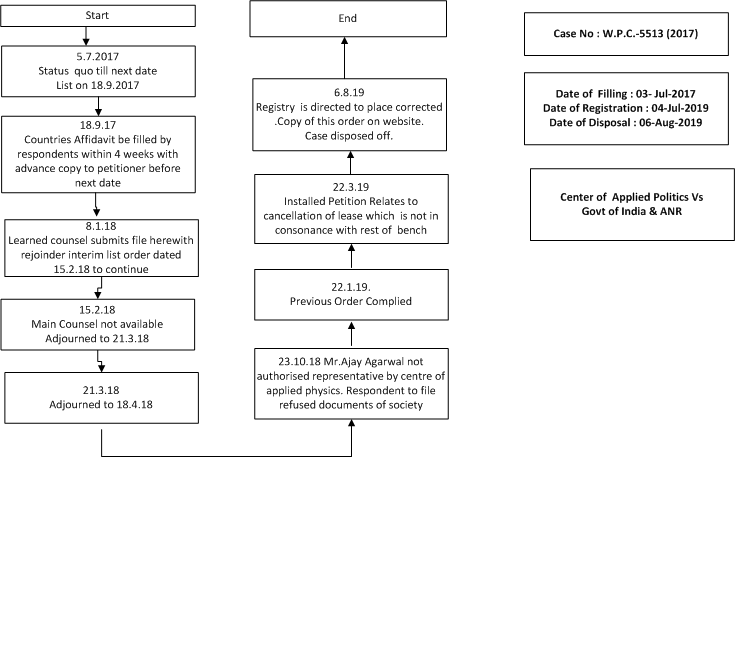 Start
5.7.2017
Status quo till next date
List on 18.9.2017
18.9.17
Countries Affidavit be filled by
respondents within 4 weeks with
advance copy to petitioner before
next date
8.1.18
Learned counsel submits file herewith
rejoinder interim list order dated
15.2.18 to continue
15.2.18
Main Counsel not available
Adjourned to 21.3.18
21.3.18
Adjourned to 18.4.18
23.10.18 Mr.Ajay Agarwal not
authorised representative by centre of
applied physics. Respondent to file
refused documents of society
22.1.19.
Previous Order Complied
22.3.19
Installed Petition Relates to
cancellation of lease which is not in
consonance with rest of bench
6.8.19
Registry is directed to place corrected
.Copy of this order on website.
Case disposed off.
End
Case No : W.P.C.-5513 (2017)
Date of Filling : 03- Jul-2017
Date of Registration : 04-Jul-2019
Date of Disposal : 06-Aug-2019
Center of Applied Politics Vs
Govt of India & ANR